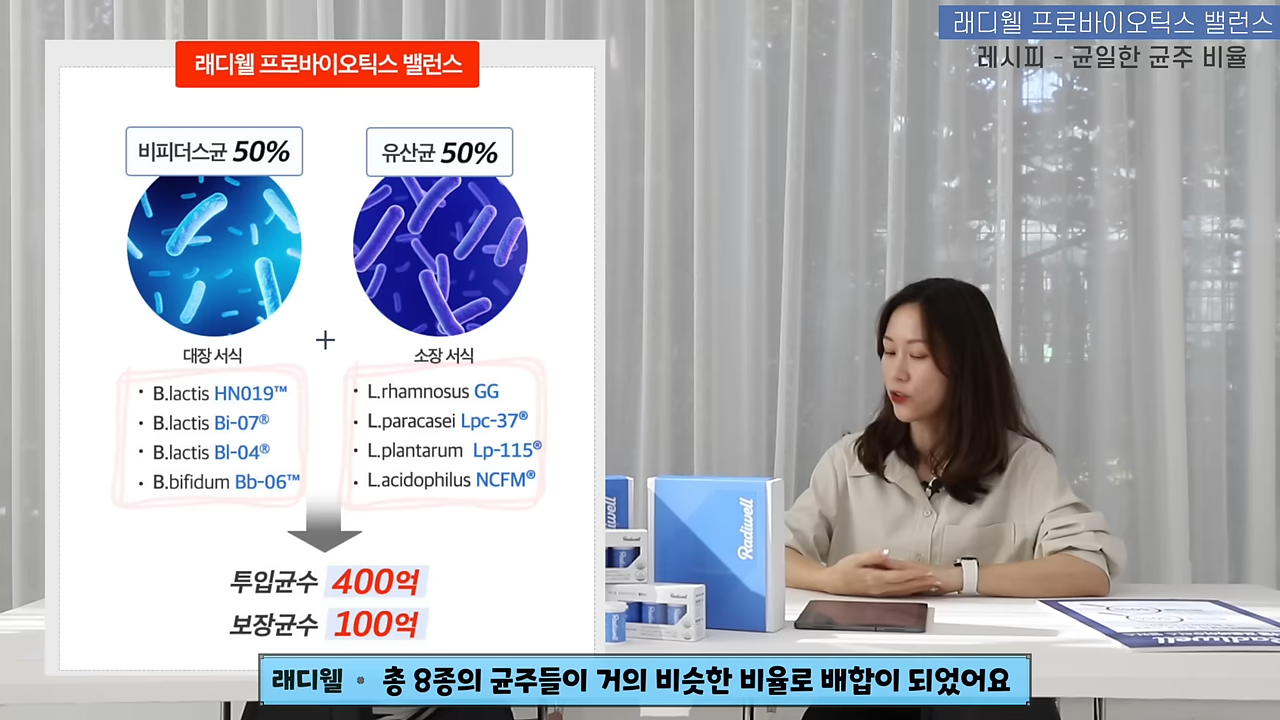 래디웰 프로바이오틱스 밸런스
레시피 - 균일한 균주 비율
래디웰 프로바이오틱스 밸런스
비피더스균 50%
유산균 50%
+
대장 서식
소장 서식
· B.lactis HN019™
· B.lactis Bi-07®
· B.lactis Bl-04®
· B.bifidum Bb-06™
· L.rhamnosus GG
· L.paracasei Lpc-37®
· L.plantarum Lp-115®
· L.acidophilus NCFM®
투입균수 400억
보장균수 100억
Radiwell
Radiwell
Radiwell
Radiwell
래디웰 • 총 8종의 균주들이 거의 비슷한 비율로 배합이 되었어요